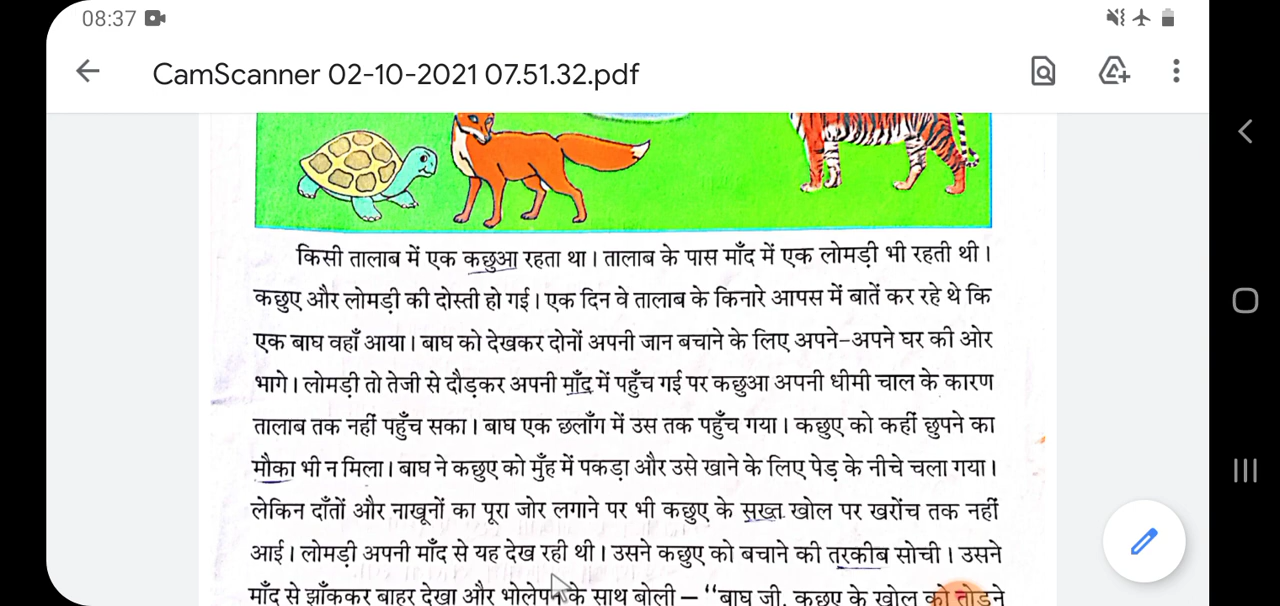 08:37
CamScanner 02-10-2021 07.51.32.pdf
किसी तालाब में एक कछुआ रहता था। तालाब के पास माँद में एक लोमड़ी भी रहती थी।
कछुए और लोमड़ी की दोस्ती हो गई। एक दिन वे तालाब के किनारे आपस में बातें कर रहे थे कि
एक बाघ वहाँ आया। बाघ को देखकर दोनों अपनी जान बचाने के लिए अपने-अपने घर की ओर
भागे। लोमड़ी तो तेजी से दौड़कर अपनी माँद में पहुँच गई पर कछुआ अपनी धीमी चाल के कारण
तालाब तक नहीं पहुँच सका। बाघ एक छलाँग में उस तक पहुँच गया। कछुए को कहीं छुपने का
मौका भी न मिला। बाघ ने कछुए को मुँह में पकड़ा और उसे खाने के लिए पेड़ के नीचे चला गया।
लेकिन दाँतों और नाखूनों का पूरा जोर लगाने पर भी कछुए के सख्त खोल पर खरोंच तक नहीं
आई। लोमड़ी अपनी माँद से यह देख रही थी। उसने कछुए को बचाने की तरकीब सोची। उसने
माँद से झाँककर बाहर देखा और भोलेपन के साथ बोली – “बाघ जी, कछुए के खोल को तोड़ने